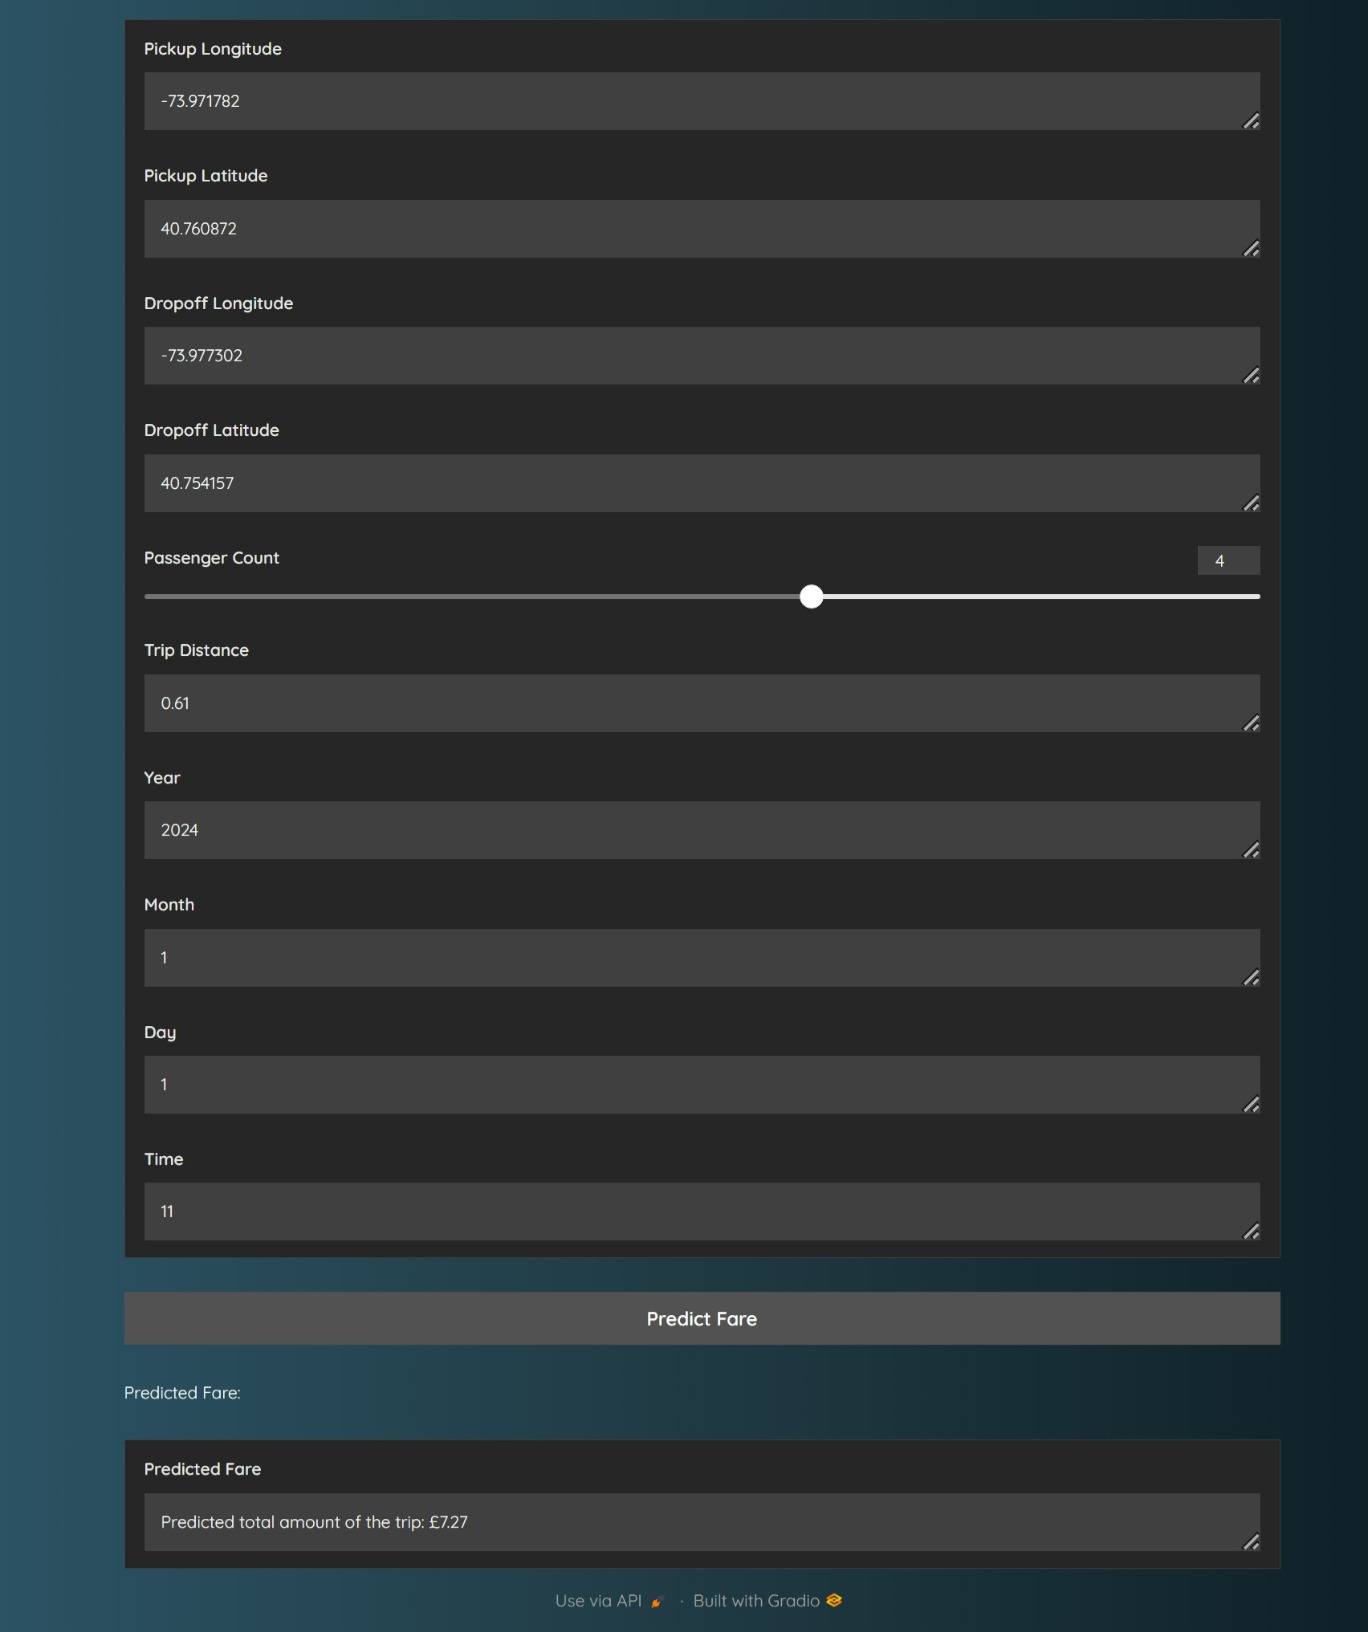 Pickup Longitude
-73.971782
Pickup Latitude
40.760872
Dropoff Longitude
-73.977302
Dropoff Latitude
40.754157
Passenger Count
4
Trip Distance
0.61
Year
2024
Month
1
Day
1
Time
11
Predict Fare
Predicted Fare:
Predicted Fare
Predicted total amount of the trip: £7.27
Use via API · Built with Gradio